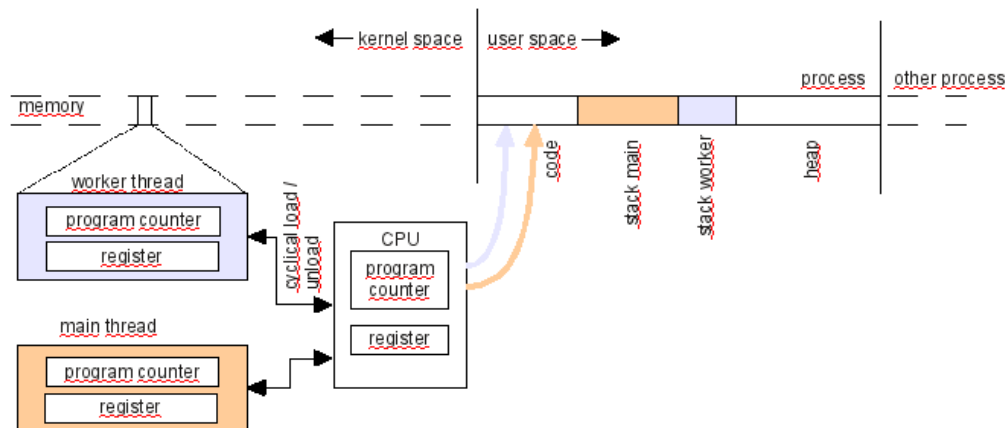 kernel space
user space
process
other process
memory
code
stack main
stack worker
heap
worker thread
program counter
register
cyclical load /
unload
CPU
program
counter
register
main thread
program counter
register